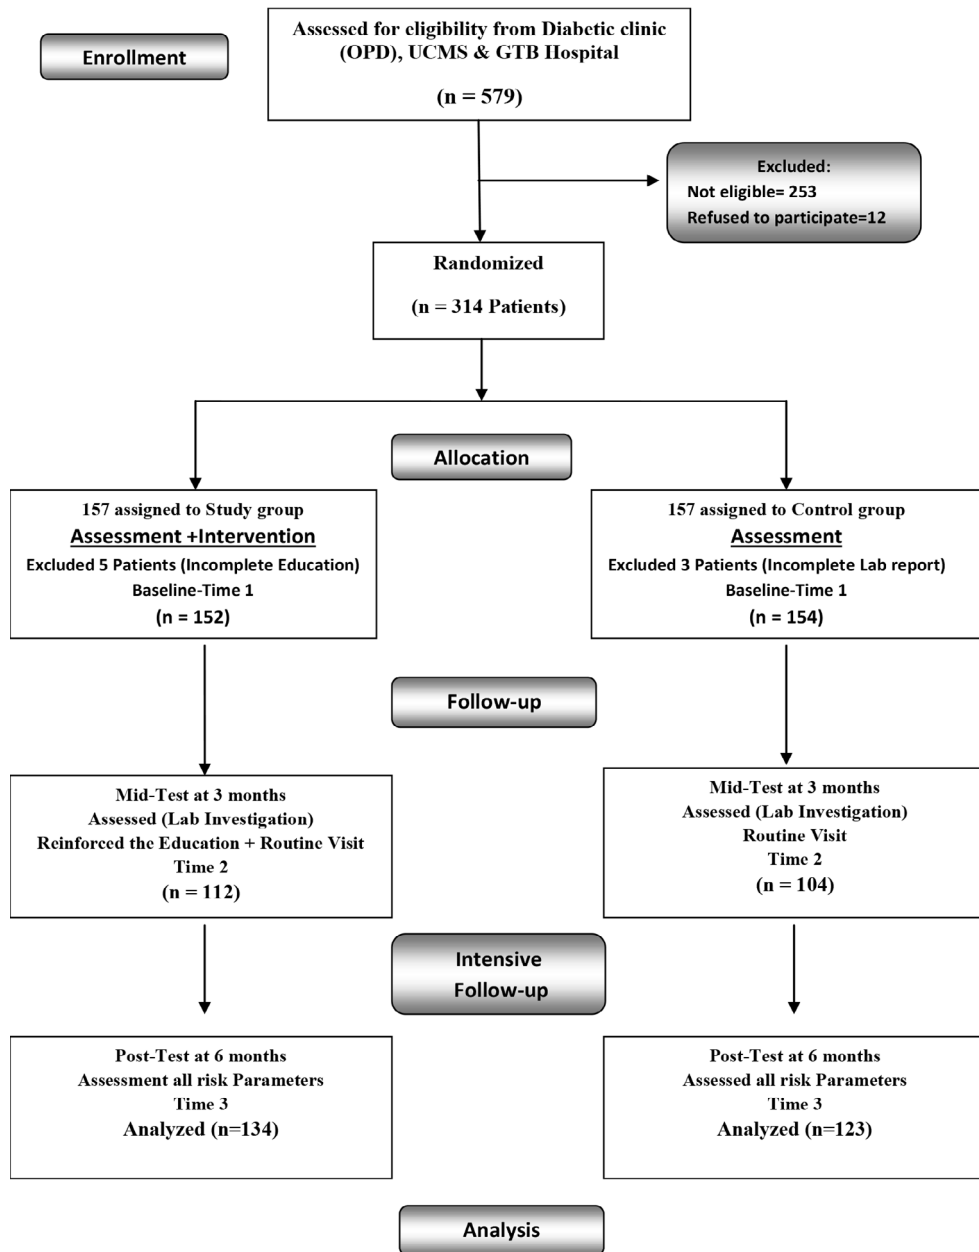 Enrollment
Assessed for eligibility from Diabetic clinic
(OPD), UCMS & GTB Hospital
(n = 579)
Excluded:
Not eligible= 253
Refused to participate=12
Randomized
(n = 314 Patients)
Allocation
157 assigned to Study group
Assessment +Intervention
Excluded 5 Patients (Incomplete Education)
Baseline-Time 1
(n = 152)
157 assigned to Control group
Assessment
Excluded 3 Patients (Incomplete Lab report)
Baseline-Time 1
(n = 154)
Follow-up
Mid-Test at 3 months
Assessed (Lab Investigation)
Reinforced the Education + Routine Visit
Time 2
(n = 112)
Mid-Test at 3 months
Assessed (Lab Investigation)
Routine Visit
Time 2
(n = 104)
Intensive
Follow-up
Post-Test at 6 months
Assessment all risk Parameters
Time 3
Analyzed (n=134)
Post-Test at 6 months
Assessed all risk Parameters
Time 3
Analyzed (n=123)
Analysis